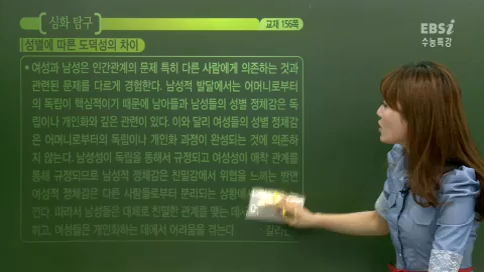 심화 탐구
교재 156쪽
EBSi
수능특강
성별에 따른 도덕성의 차이
• 여성과 남성은 인간관계의 문제 특히 다른 사람에게 의존하는 것과
관련된 문제를 다르게 경험한다. 남성적 발달에서는 어머니로부터
의 독립이 핵심적이기 때문에 남아들과 남성들의 성별 정체감은 독
립이나 개인화와 깊은 관련이 있다. 이와 달리 여성들의 정체감
은 어머니로부터의 독립이나 개인화 과정이 완성되는 것에 의존하
지 않는다. 남성성이 독립을 통해서 규정되고 여성성이 애착 관계를
통해 규정되므로 남성적 정체감은 친밀감에서 위협을 느끼는 반면
여성적 정체감은 다른 사람들로부터 분리되는 상황에
낀다. 따라서 남성들은 대체로 친밀한 관계를 맺는 데서
끼고, 여성들은 개인화하는 데에서 어려움을 겪는다.